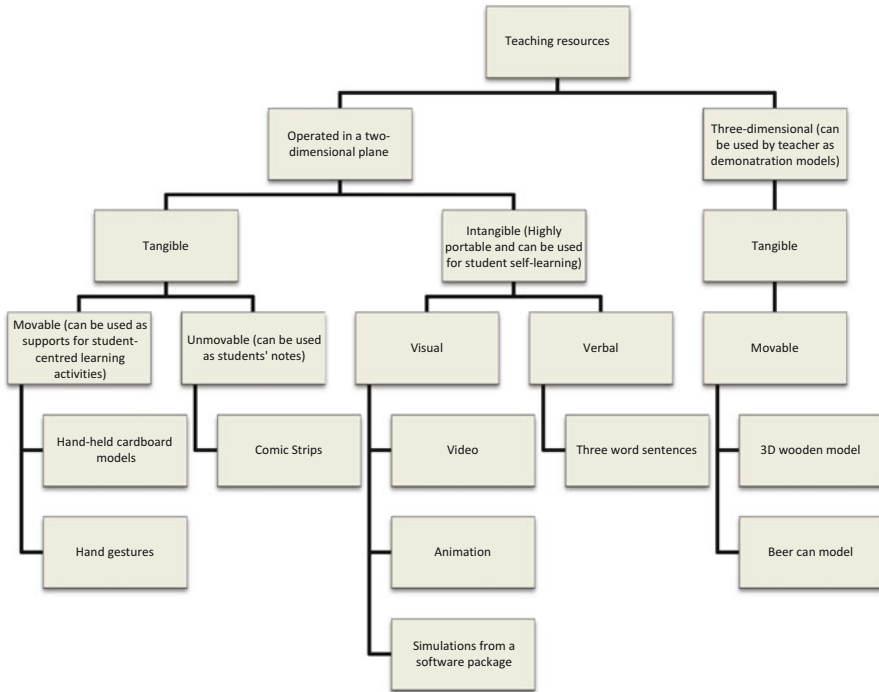 Teaching resources
Operated in a two-
dimensional plane
Three-dimensional (can
be used by teacher as
demonatration models)
Tangible
Intangible (Highly
portable and can be used
for student self-learning)
Tangible
Movable (can be used as
supports for student-
centred learning
activities)
Unmovable (can be used
as students' notes)
Visual
Verbal
Movable
Hand-held cardboard
models
Comic Strips
Video
Three word sentences
3D wooden model
Hand gestures
Animation
Beer can model
Simulations from a
software package